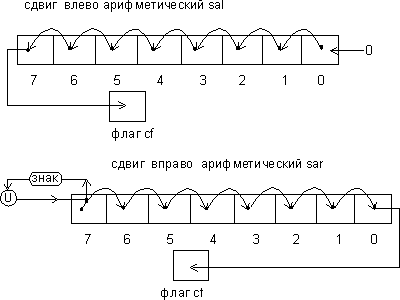 сдвиг влево арифметический sal
0
7 6 5 4 3 2 1 0
флаг cf
сдвиг вправо арифметический sar
знак
U
7 6 5 4 3 2 1 0
флаг cf